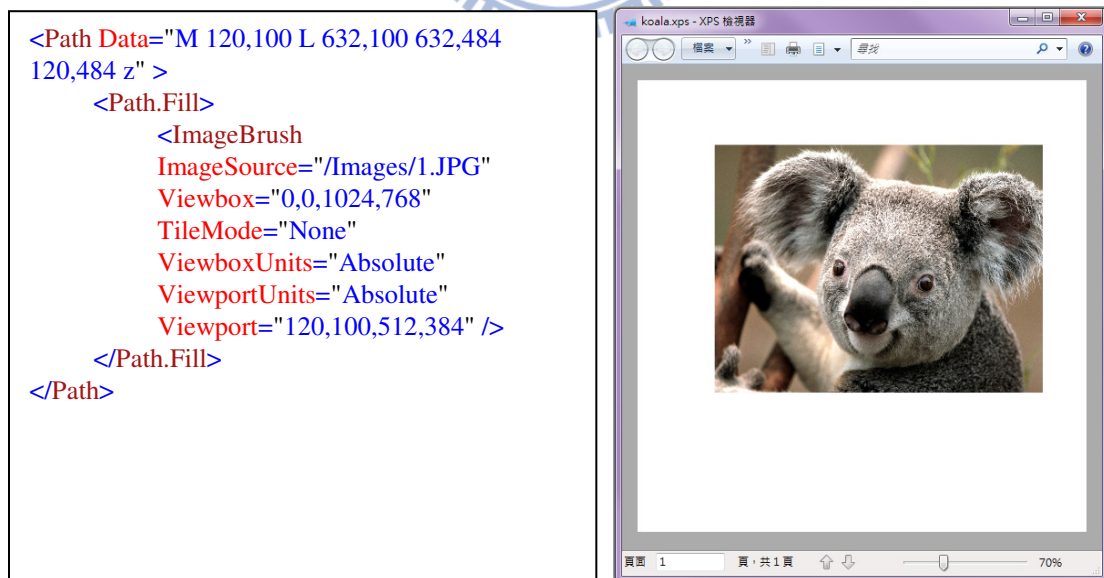 <Path Data="M 120,100 L 632,100 632,484
120,484 z" >
<Path.Fill>
<ImageBrush
ImageSource="/Images/1.JPG"
Viewbox="0,0,1024,768"
TileMode="None"
ViewboxUnits="Absolute"
ViewportUnits="Absolute"
Viewport="120,100,512,384" />
</Path.Fill>
</Path>
koala.xps - XPS 檢視器
檔案 尋找
頁面 1 頁，共 1 頁 70%